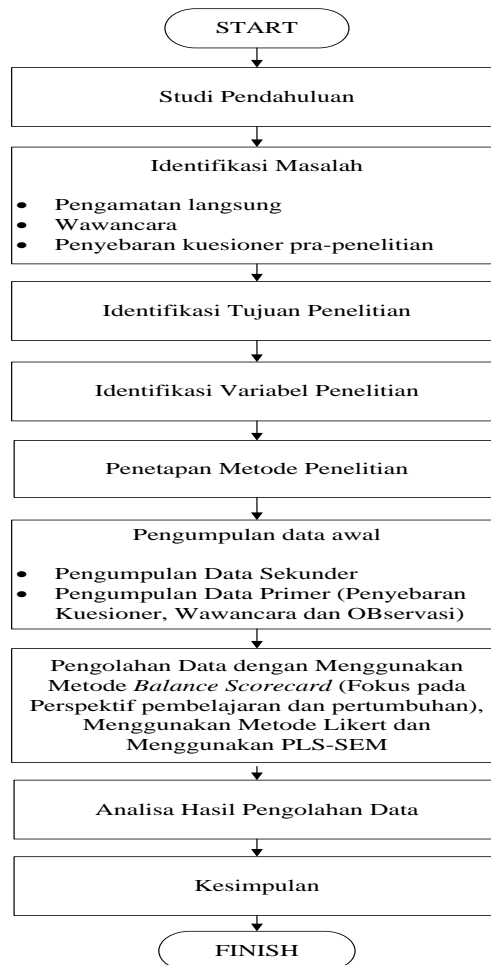 START
Studi Pendahuluan
Identifikasi Masalah
• Pengamatan langsung
• Wawancara
• Penyebaran kuesioner pra-penelitian
Identifikasi Tujuan Penelitian
Identifikasi Variabel Penelitian
Penetapan Metode Penelitian
Pengumpulan data awal
• Pengumpulan Data Sekunder
• Pengumpulan Data Primer (Penyebaran
Kuesioner, Wawancara dan OBservasi)
Pengolahan Data dengan Menggunakan
Metode Balance Scorecard (Fokus pada
Perspektif pembelajaran dan pertumbuhan),
Menggunakan Metode Likert dan
Menggunakan PLS-SEM
Analisa Hasil Pengolahan Data
Kesimpulan
FINISH